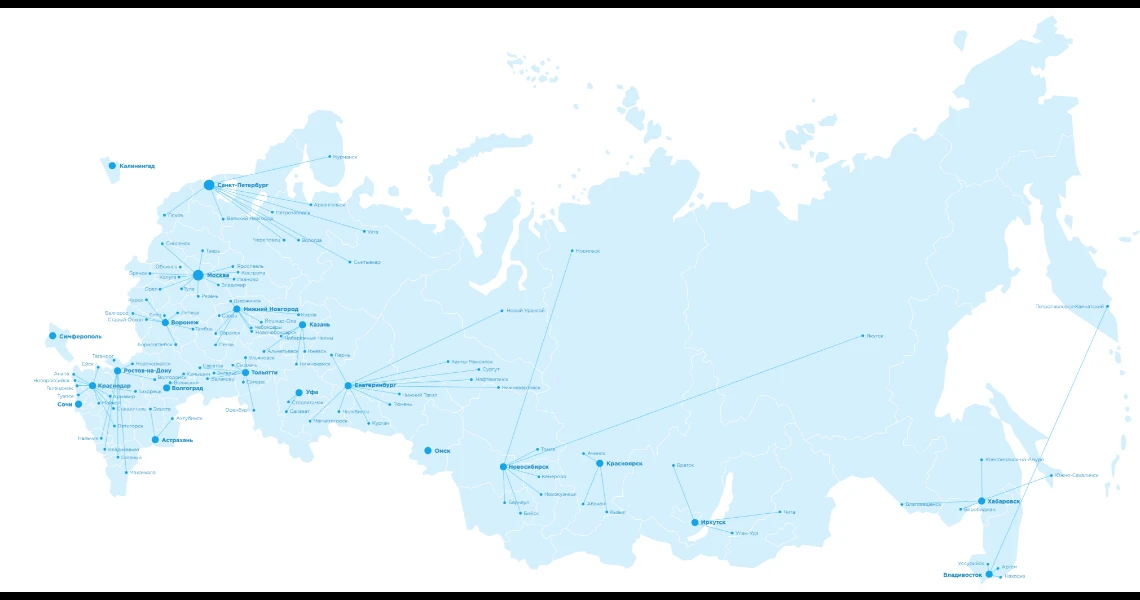 Мурманск
Калининград
Санкт-Петербург
Архангельск
Петрозаводск
Псков
Великий Новгород
Ухта
Череповец
Вологда
Смоленск
Тверь
Норильск
Сыктывкар
Обнинск
Ярославль
Кострома
Брянск
Калуга
Москва
Иваново
Владимир
Орёл
Тула
Рязань
Курск
Дзержинск
Петропавловск-Камчатский
Нижний Новгород
Новый Уренгой
Белгород
Липецк
Киров
Старый Оскол
Воронеж
Йошкар-Ола
Казань
Тамбов
Чебоксары
Новочебоксарск
Саранск
Симферополь
Набережные Челны
Якутск
Борисоглебск
Пенза
Альметьевск
Ижевск
Таганрог
Ульяновск
Пермь
Ейск
Новочеркасск
Саратов
Сызрань
Нижнекамск
Ханты-Мансийск
Ростов-на-Дону
Тольятти
Сургут
Анапа
Камышин
Энгельс
Волгодонск
Балаково
Нефтеюганск
Новороссийск
Волжский
Самара
Краснодар
Волгоград
Екатеринбург
Нижневартовск
Геленджик
Уфа
Туапсе
Армавир
Нижний Тагил
Сочи
Майкоп
Стерлитамак
Тюмень
Ставрополь
Элиста
Оренбург
Салават
Челябинск
Ахтубинск
Магнитогорск
Курган
Пятигорск
Нальчик
Астрахань
Владикавказ
Омск
Томск
Ачинск
Грозный
Комсомольск-на-Амуре
Новосибирск
Красноярск
Братск
Махачкала
Кемерово
Южно-Сахалинск
Новокузнецк
Барнаул
Абакан
Хабаровск
Благовещенск
Биробиджан
Бийск
Кызыл
Чита
Иркутск
Улан-Удэ
Уссурийск
Артём
Владивосток
Находка